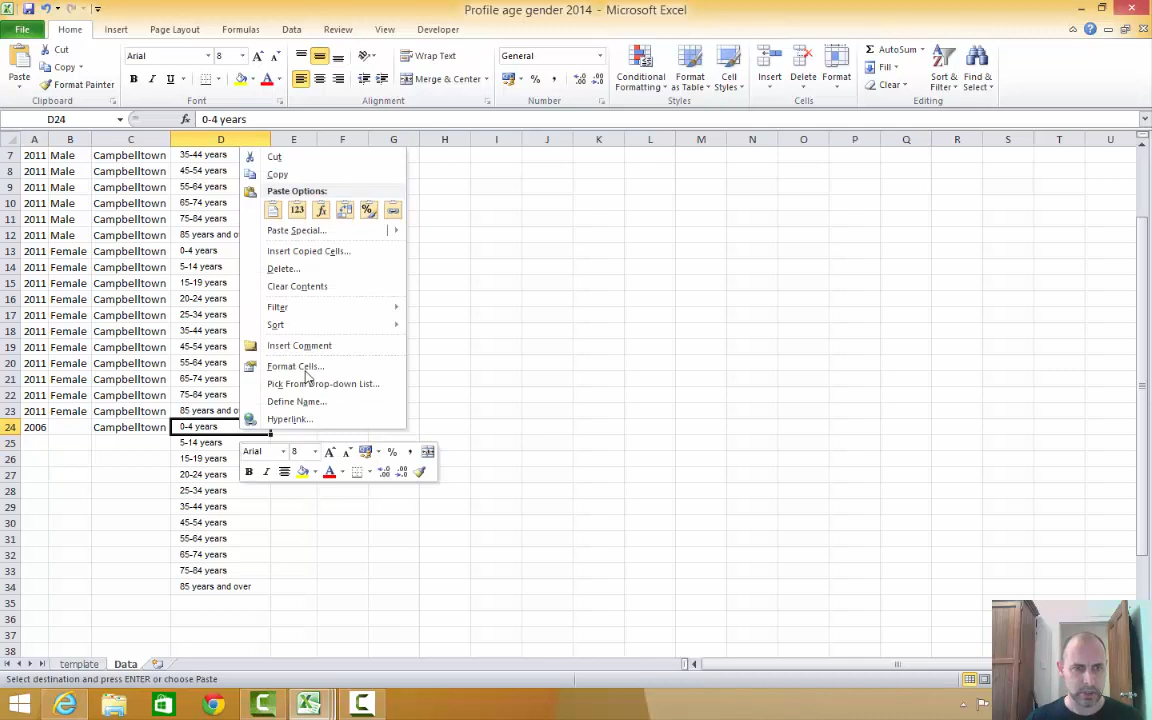 Profile age gender 2014 - Microsoft Excel
File Home Insert Page Layout Formulas Data Review View Developer
Paste Cut Copy Format Painter
Clipboard
Arial 8
B I U
Font
Wrap Text
Merge & Center
Alignment
General
$ % ,
Number
Conditional Formatting Format as Table Cell Styles
Styles
Insert Delete Format
Cells
AutoSum Fill Clear Sort & Filter Find & Select
Editing
D24 fx 0-4 years
A B C D E F G H I J K L M N O P Q R S T U
7 2011 Male Campbelltown 35-44 years
8 2011 Male Campbelltown 45-54 years
9 2011 Male Campbelltown 55-64 years
10 2011 Male Campbelltown 65-74 years
11 2011 Male Campbelltown 75-84 years
12 2011 Male Campbelltown 85 years and o
13 2011 Female Campbelltown 0-4 years
14 2011 Female Campbelltown 5-14 years
15 2011 Female Campbelltown 15-19 years
16 2011 Female Campbelltown 20-24 years
17 2011 Female Campbelltown 25-34 years
18 2011 Female Campbelltown 35-44 years
19 2011 Female Campbelltown 45-54 years
20 2011 Female Campbelltown 55-64 years
21 2011 Female Campbelltown 65-74 years
22 2011 Female Campbelltown 75-84 years
23 2011 Female Campbelltown 85 years and o
24 2006 Campbelltown 0-4 years
25 5-14 years
26 15-19 years
27 20-24 years
28 25-34 years
29 35-44 years
30 45-54 years
31 55-64 years
32 65-74 years
33 75-84 years
34 85 years and over
35
36
37
38
Cut
Copy
Paste Options:
123 fx %
Paste Special...
Insert Copied Cells...
Delete...
Clear Contents
Filter
Sort
Insert Comment
Format Cells...
Pick From Drop-down List...
Define Name...
Hyperlink...
Arial 8 A A % ,
B I A
template Data
Select destination and press ENTER or choose Paste